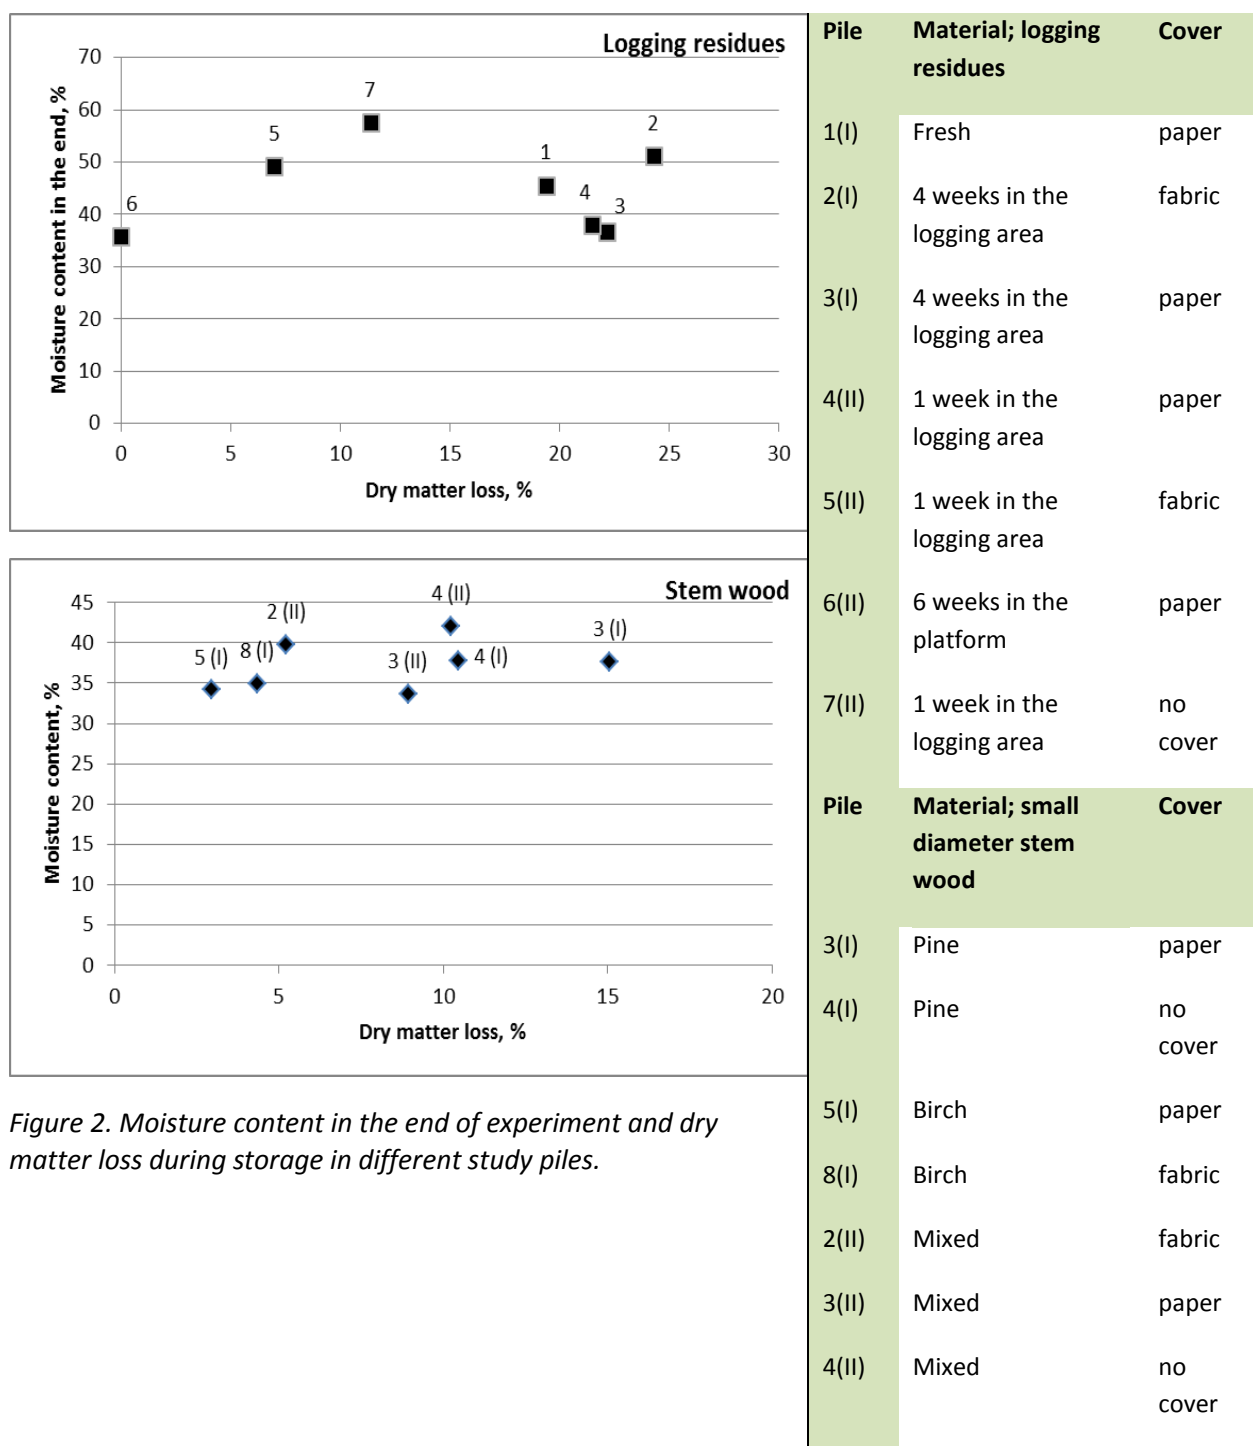 Logging residues
Moisture content in the end, %
70
60
50
40
30
20
10
0
6
5
7
1
4
3
2
0 5 10 15 20 25 30
Dry matter loss, %
Stem wood
Moisture content, %
45
40
35
30
25
20
15
10
5
0
5 (I)
8 (I)
2 (II)
3 (II)
4 (II)
4 (I)
3 (I)
0 5 10 15 20
Dry matter loss, %
Figure 2. Moisture content in the end of experiment and dry
matter loss during storage in different study piles.
Pile Material; logging Cover
residues
1(I) Fresh paper
2(I) 4 weeks in the fabric
logging area
3(I) 4 weeks in the paper
logging area
4(II) 1 week in the paper
logging area
5(II) 1 week in the fabric
logging area
6(II) 6 weeks in the paper
platform
7(II) 1 week in the no
logging area cover
Pile Material; small Cover
diameter stem
wood
3(I) Pine paper
4(I) Pine no
cover
5(I) Birch paper
8(I) Birch fabric
2(II) Mixed fabric
3(II) Mixed paper
4(II) Mixed no
cover